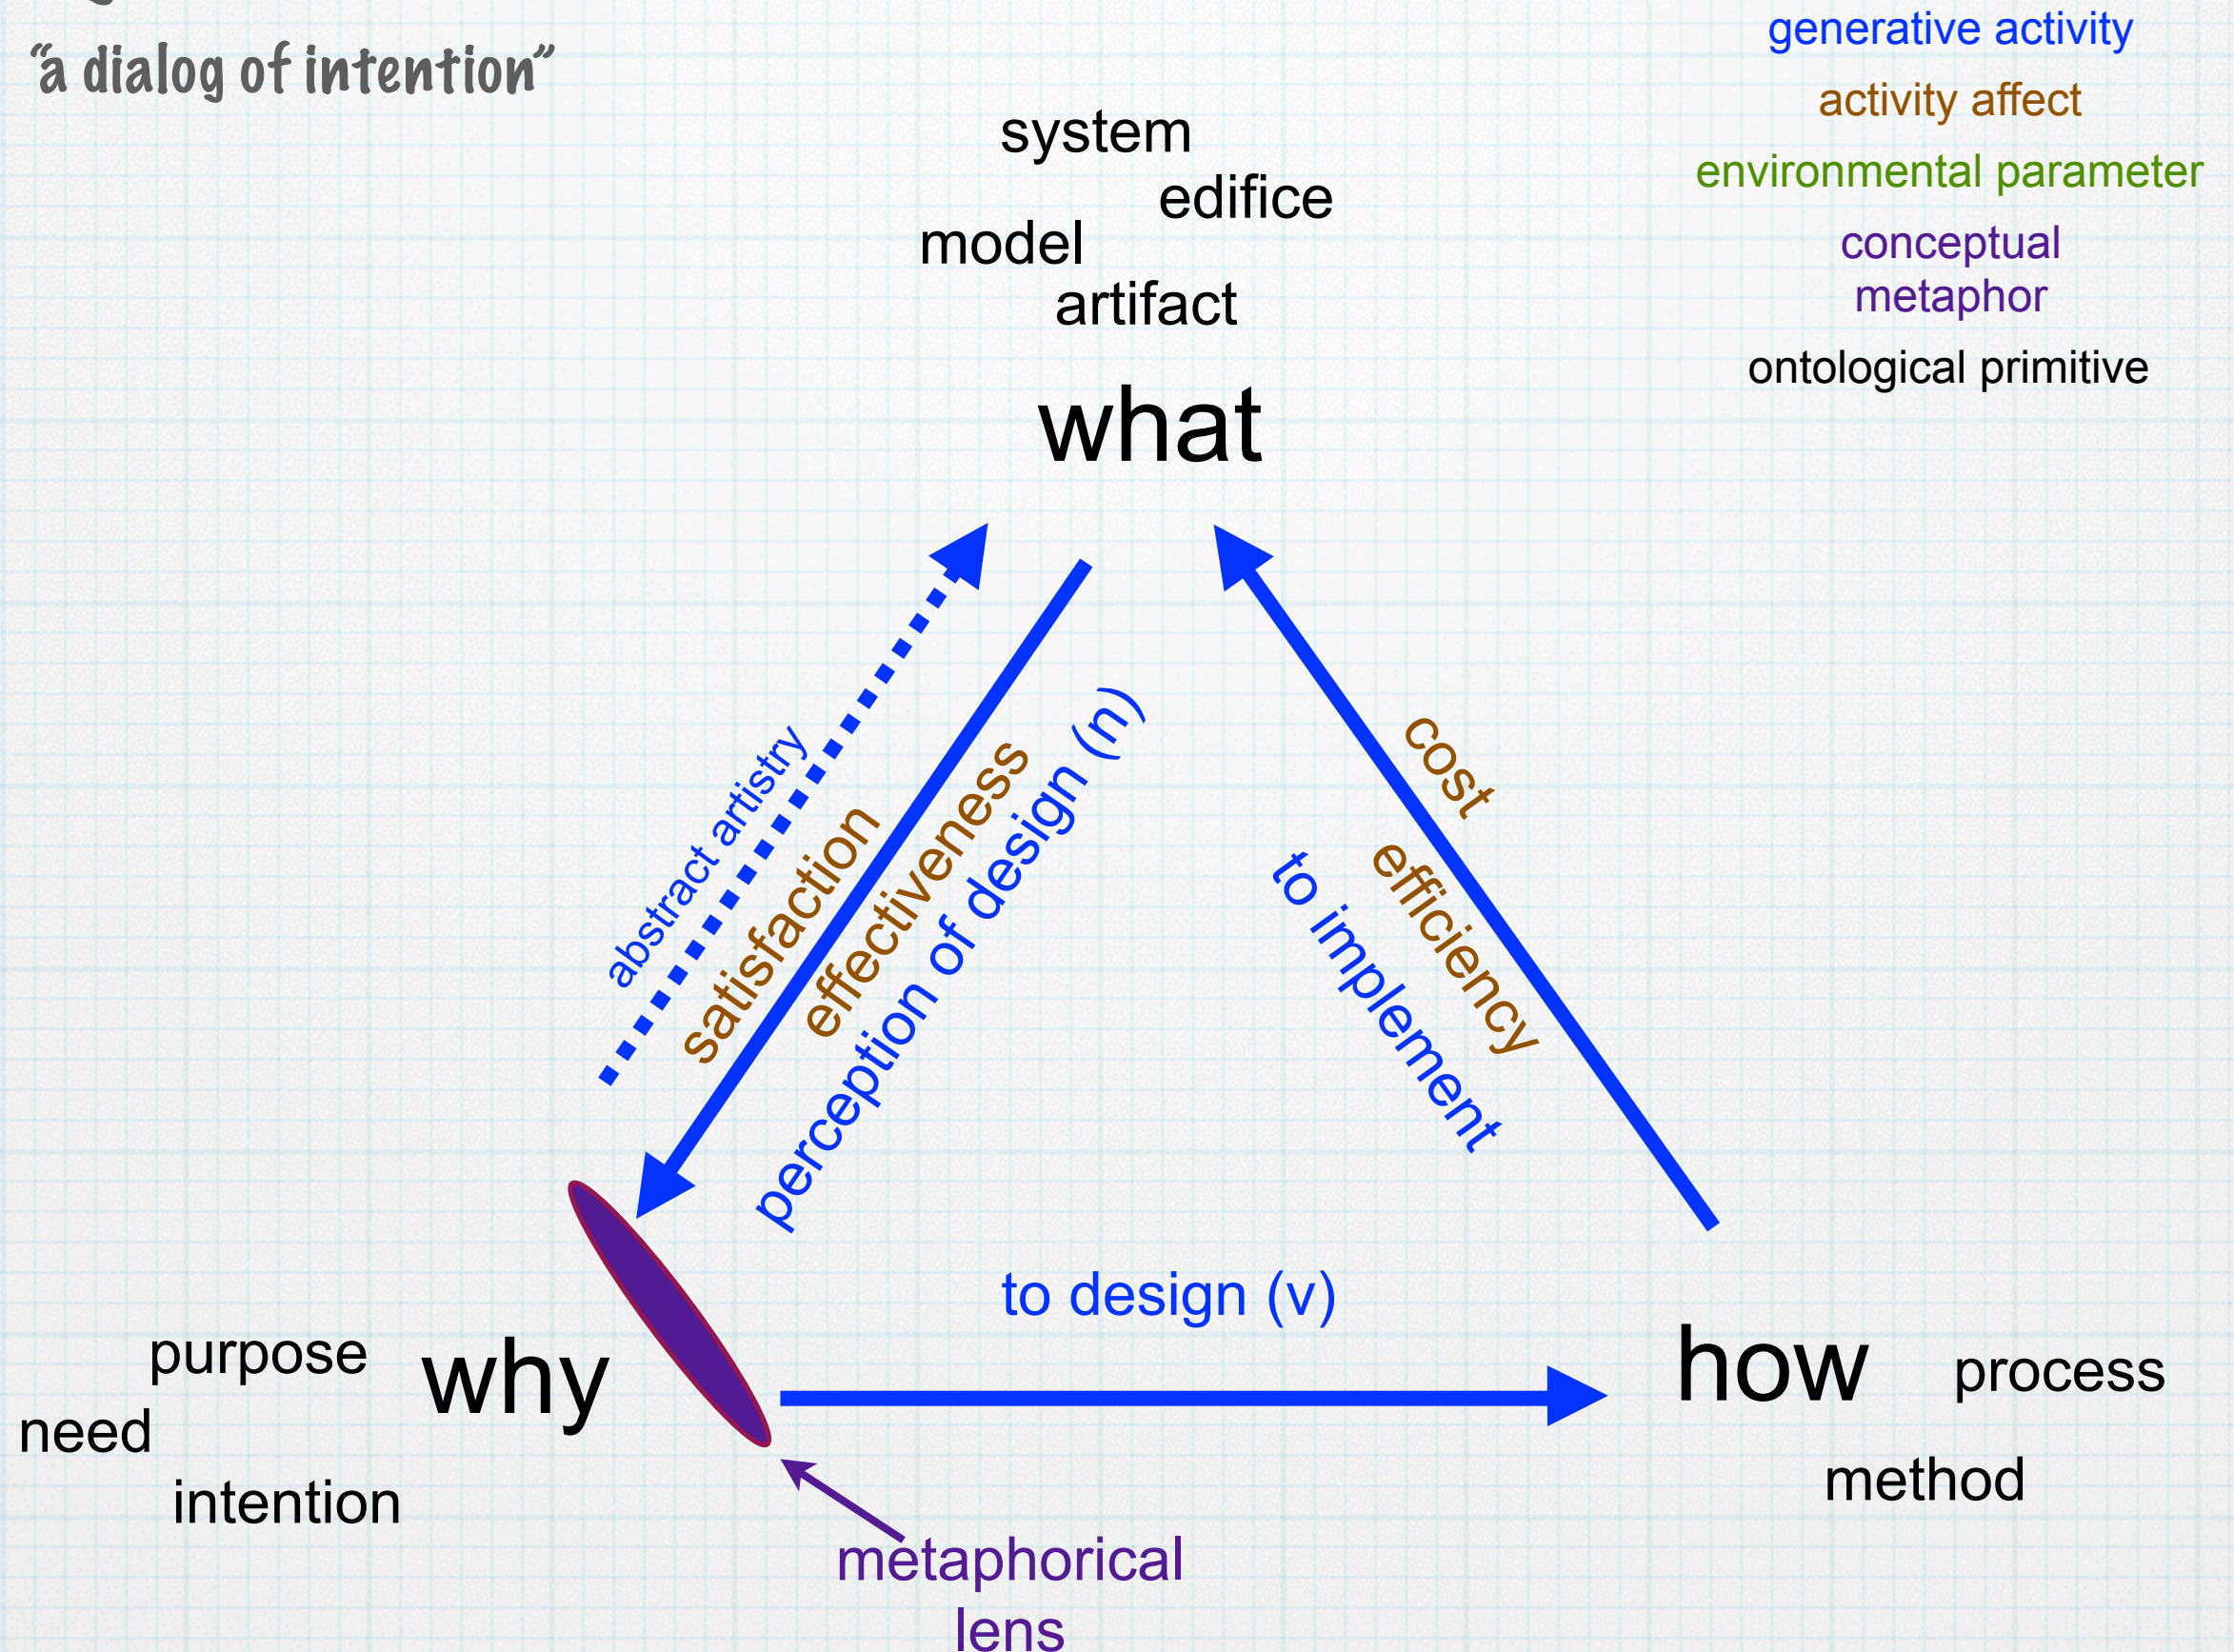 “a dialog of intention”
generative activity
activity affect
environmental parameter
conceptual
metaphor
ontological primitive
system
edifice
model
artifact
what
abstract artistry
satisfaction
effectiveness
perception of design (n)
cost
efficiency
to implement
to design (v)
purpose
why
need
intention
how
process
method
metaphorical
lens